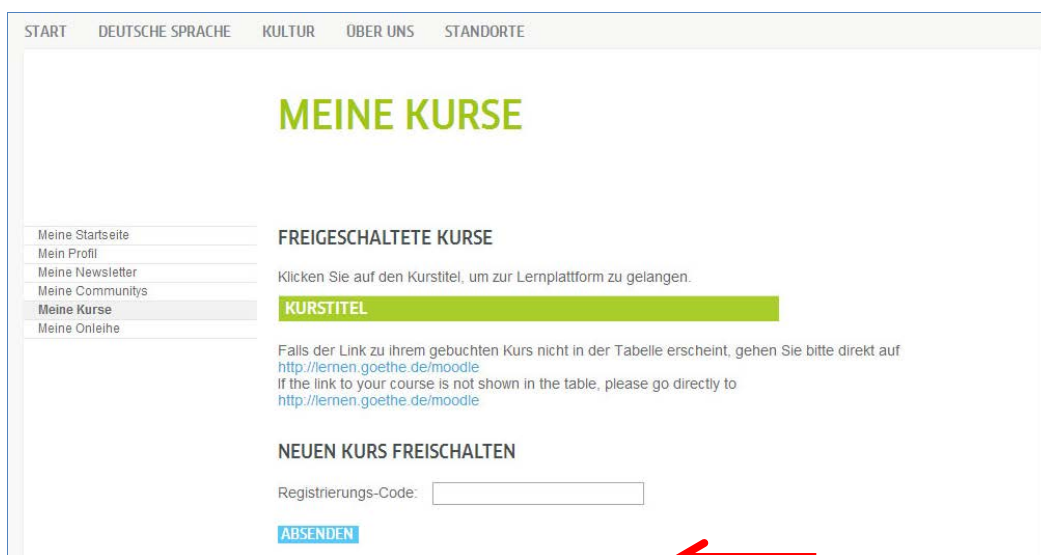 START DEUTSCHE SPRACHE KULTUR ÜBER UNS STANDORTE
MEINE KURSE
Meine Startseite
Mein Profil
Meine Newsletter
Meine Communitys
Meine Kurse
Meine Onleihe
FREIGESCHALTETE KURSE
Klicken Sie auf den Kurstitel, um zur Lernplattform zu gelangen.
KURSTITEL
Falls der Link zu ihrem gebuchten Kurs nicht in der Tabelle erscheint, gehen Sie bitte direkt auf
http://lernen.goethe.de/moodle
If the link to your course is not shown in the table, please go directly to
http://lernen.goethe.de/moodle
NEUEN KURS FREISCHALTEN
Registrierungs-Code:
ABSENDEN